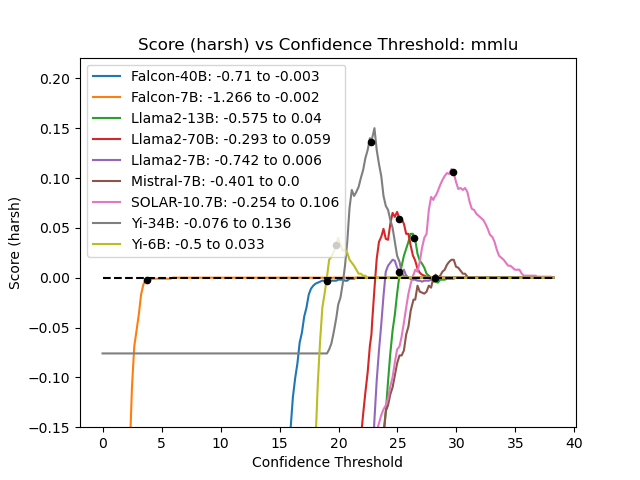 Score (harsh) vs Confidence Threshold: mmlu
Falcon-40B: -0.71 to -0.003
Falcon-7B: -1.266 to -0.002
Llama2-13B: -0.575 to 0.04
Llama2-70B: -0.293 to 0.059
Llama2-7B: -0.742 to 0.006
Mistral-7B: -0.401 to 0.0
SOLAR-10.7B: -0.254 to 0.106
Yi-34B: -0.076 to 0.136
Yi-6B: -0.5 to 0.033
Score (harsh)
0.20
0.15
0.10
0.05
0.00
−0.05
−0.10
−0.15
0 5 10 15 20 25 30 35 40
Confidence Threshold